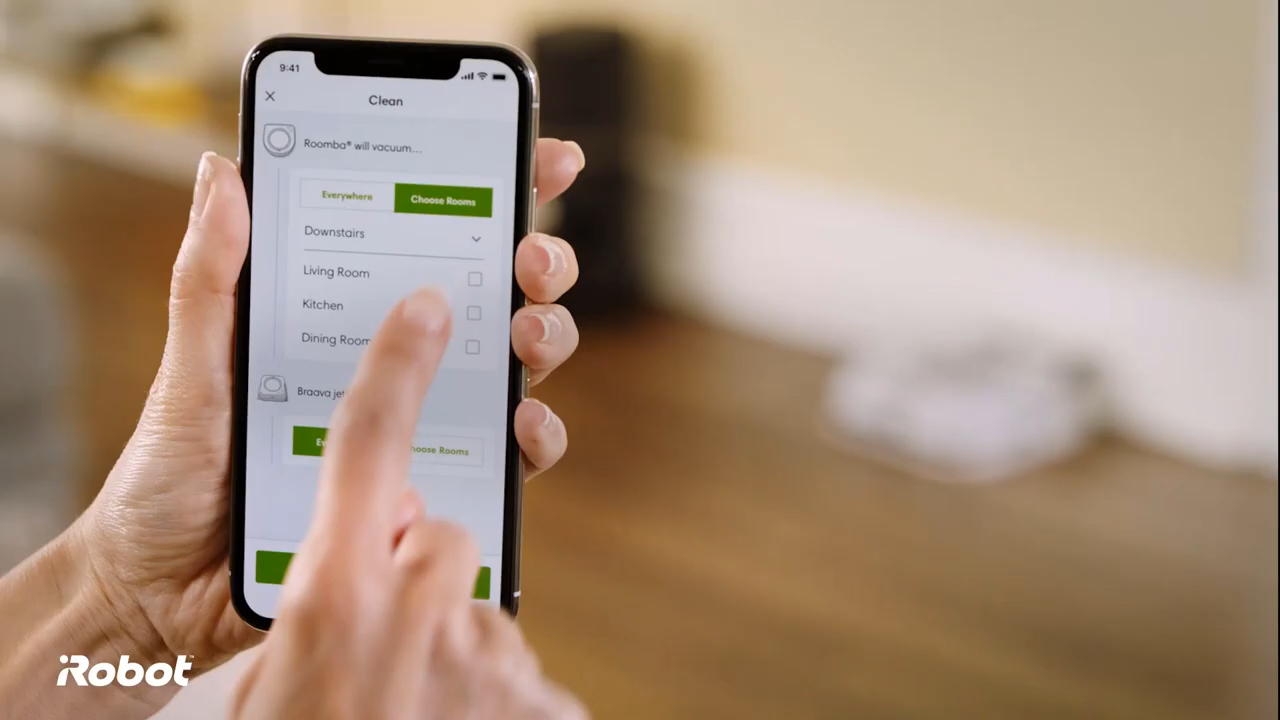 9:41
Clean
Roomba® will vacuum...
Everywhere
Choose Rooms
Downstairs
Living Room
Kitchen
Dining Room
Braava jet
Rooms
iRobot